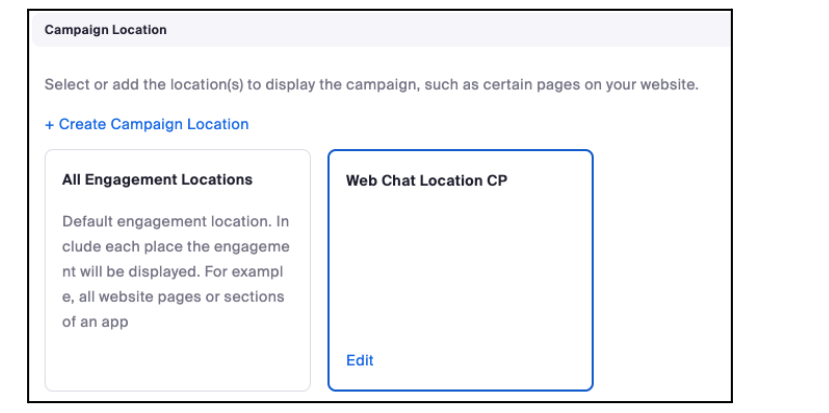 Campaign Location
Select or add the location(s) to display the campaign, such as certain pages on your website.
+ Create Campaign Location
All Engagement Locations
Default engagement location. In
clude each place the engageme
nt will be displayed. For exampl
e, all website pages or sections
of an app
Web Chat Location CP
Edit